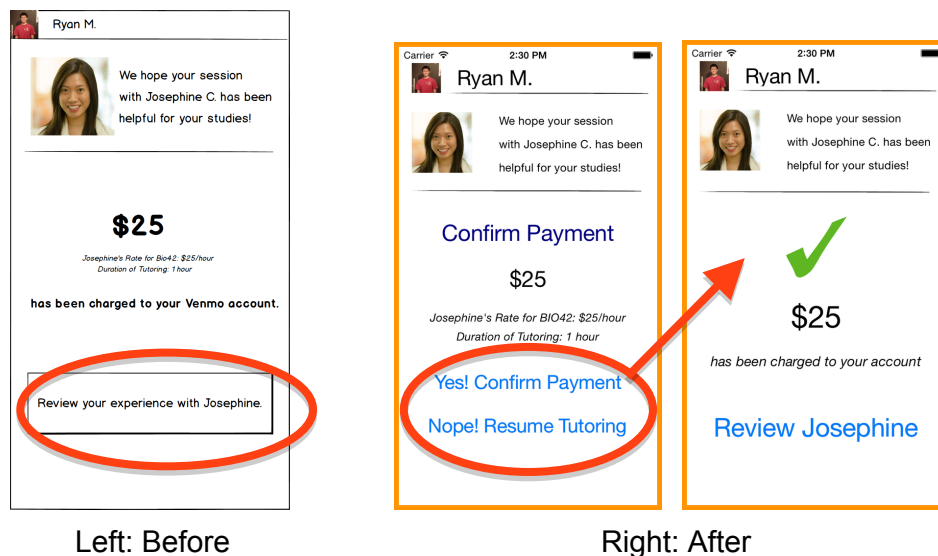 Ryan M.
We hope your session
with Josephine C. has been
helpful for your studies!
$25
Josephine's Rate for Bio42: $25/hour
Duration of Tutoring: 1 hour
has been charged to your Venmo account.
Review your experience with Josephine.
Left: Before
Carrier 2:30 PM
Ryan M.
We hope your session
with Josephine C. has been
helpful for your studies!
Confirm Payment
$25
Josephine's Rate for BIO42: $25/hour
Duration of Tutoring: 1 hour
Yes! Confirm Payment
Nope! Resume Tutoring
Carrier 2:30 PM
Ryan M.
We hope your session
with Josephine C. has been
helpful for your studies!
$25
has been charged to your account
Review Josephine
Right: After